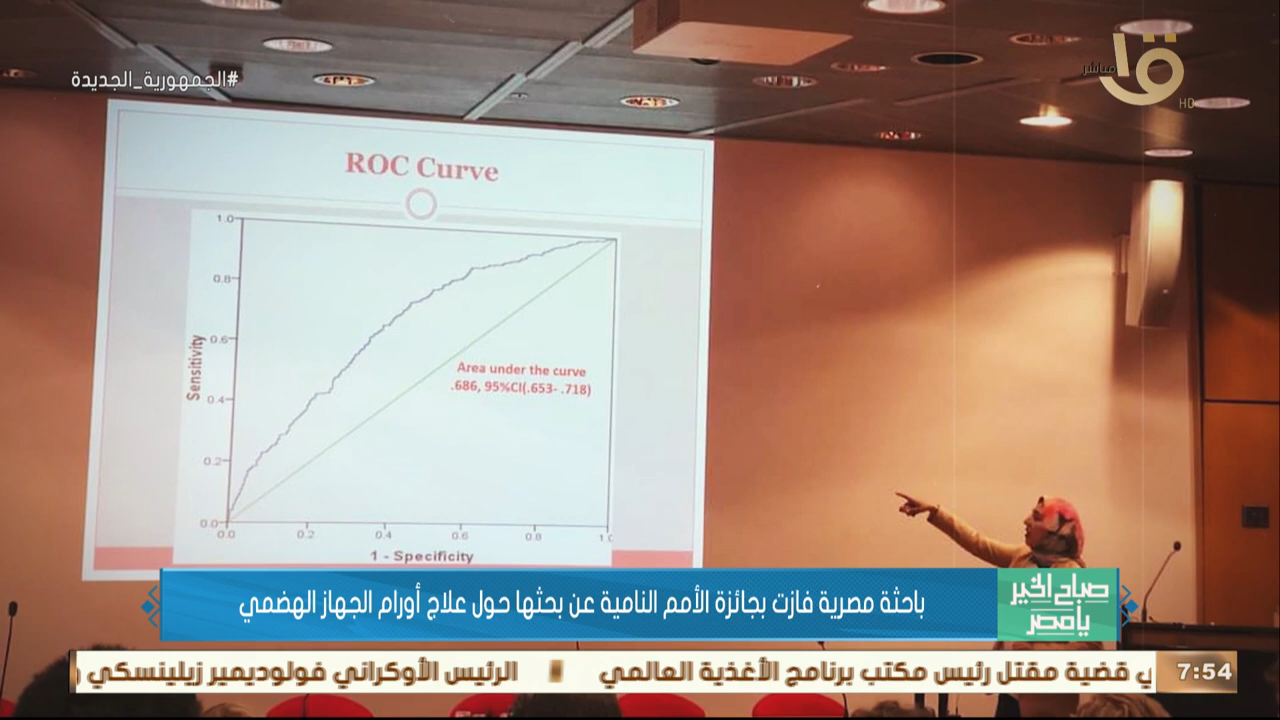 #الجمهورية_الجديدة
مباشر
HD
ROC Curve
1.0
0.8
0.6
0.4
0.2
0.0
Sensitivity
Area under the curve
.686, 95%CI(.653- .718)
0.0 0.2 0.4 0.6 0.8
1 - Specificity
صباح الخير
يا مصر
باحثة مصرية فازت بجائزة الأمم النامية عن بحثها حول علاج أورام الجهاز الهضمي
قضية مقتل رئيس مكتب برنامج الأغذية العالمي الرئيس الأوكراني فولوديمير زيلينسكي
7:54